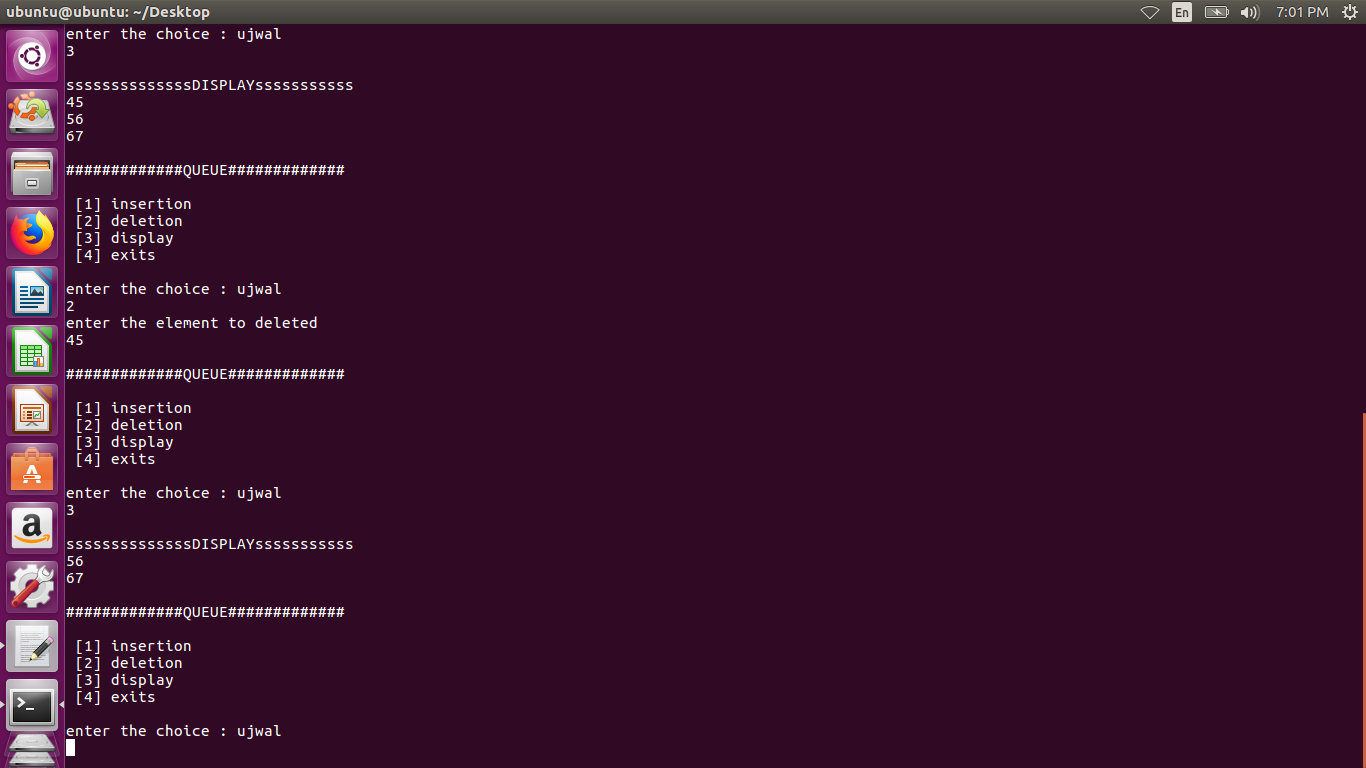 ubuntu@ubuntu: ~/Desktop
En
7:01 PM
enter the choice : ujwal
3
ssssssssssssssDISPLAYsssssssssss
45
56
67
#############QUEUE#############
[1] insertion
[2] deletion
[3] display
[4] exits
enter the choice : ujwal
2
enter the element to deleted
45
#############QUEUE#############
[1] insertion
[2] deletion
[3] display
[4] exits
enter the choice : ujwal
3
ssssssssssssssDISPLAYsssssssssss
56
67
#############QUEUE#############
[1] insertion
[2] deletion
[3] display
[4] exits
enter the choice : ujwal